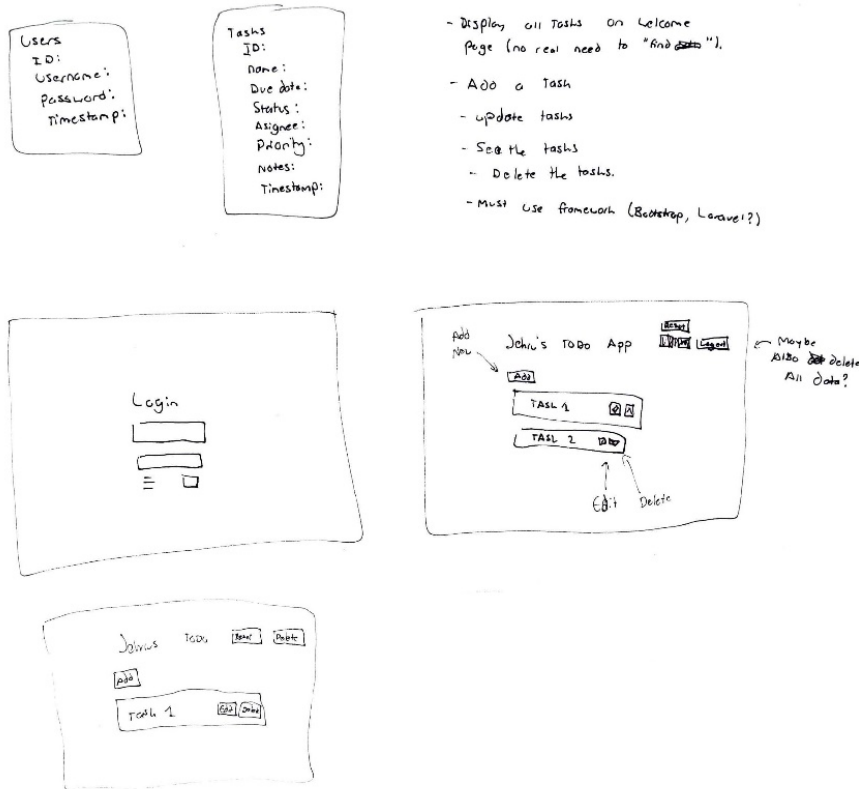 Users
ID:
Username:
Password:
Timestamp:
Tasks
ID:
name:
Due date:
Status:
Asignee:
Priority:
Notes:
Timestamp:
- Display all Tasks on Welcome
Page (no real need to "find").
- Add a Task
- update tasks
- See the tasks
- Delete the tasks.
- Must use framework (Bootstrap, Laravel?)
Login
Add
New
TODO App
Reset
Logout
Maybe
Also delete
All data?
Add
TASK 1
TASK 2
Edit
Delete
TODO
Reset
Delete
Add
TASK 1
Edit